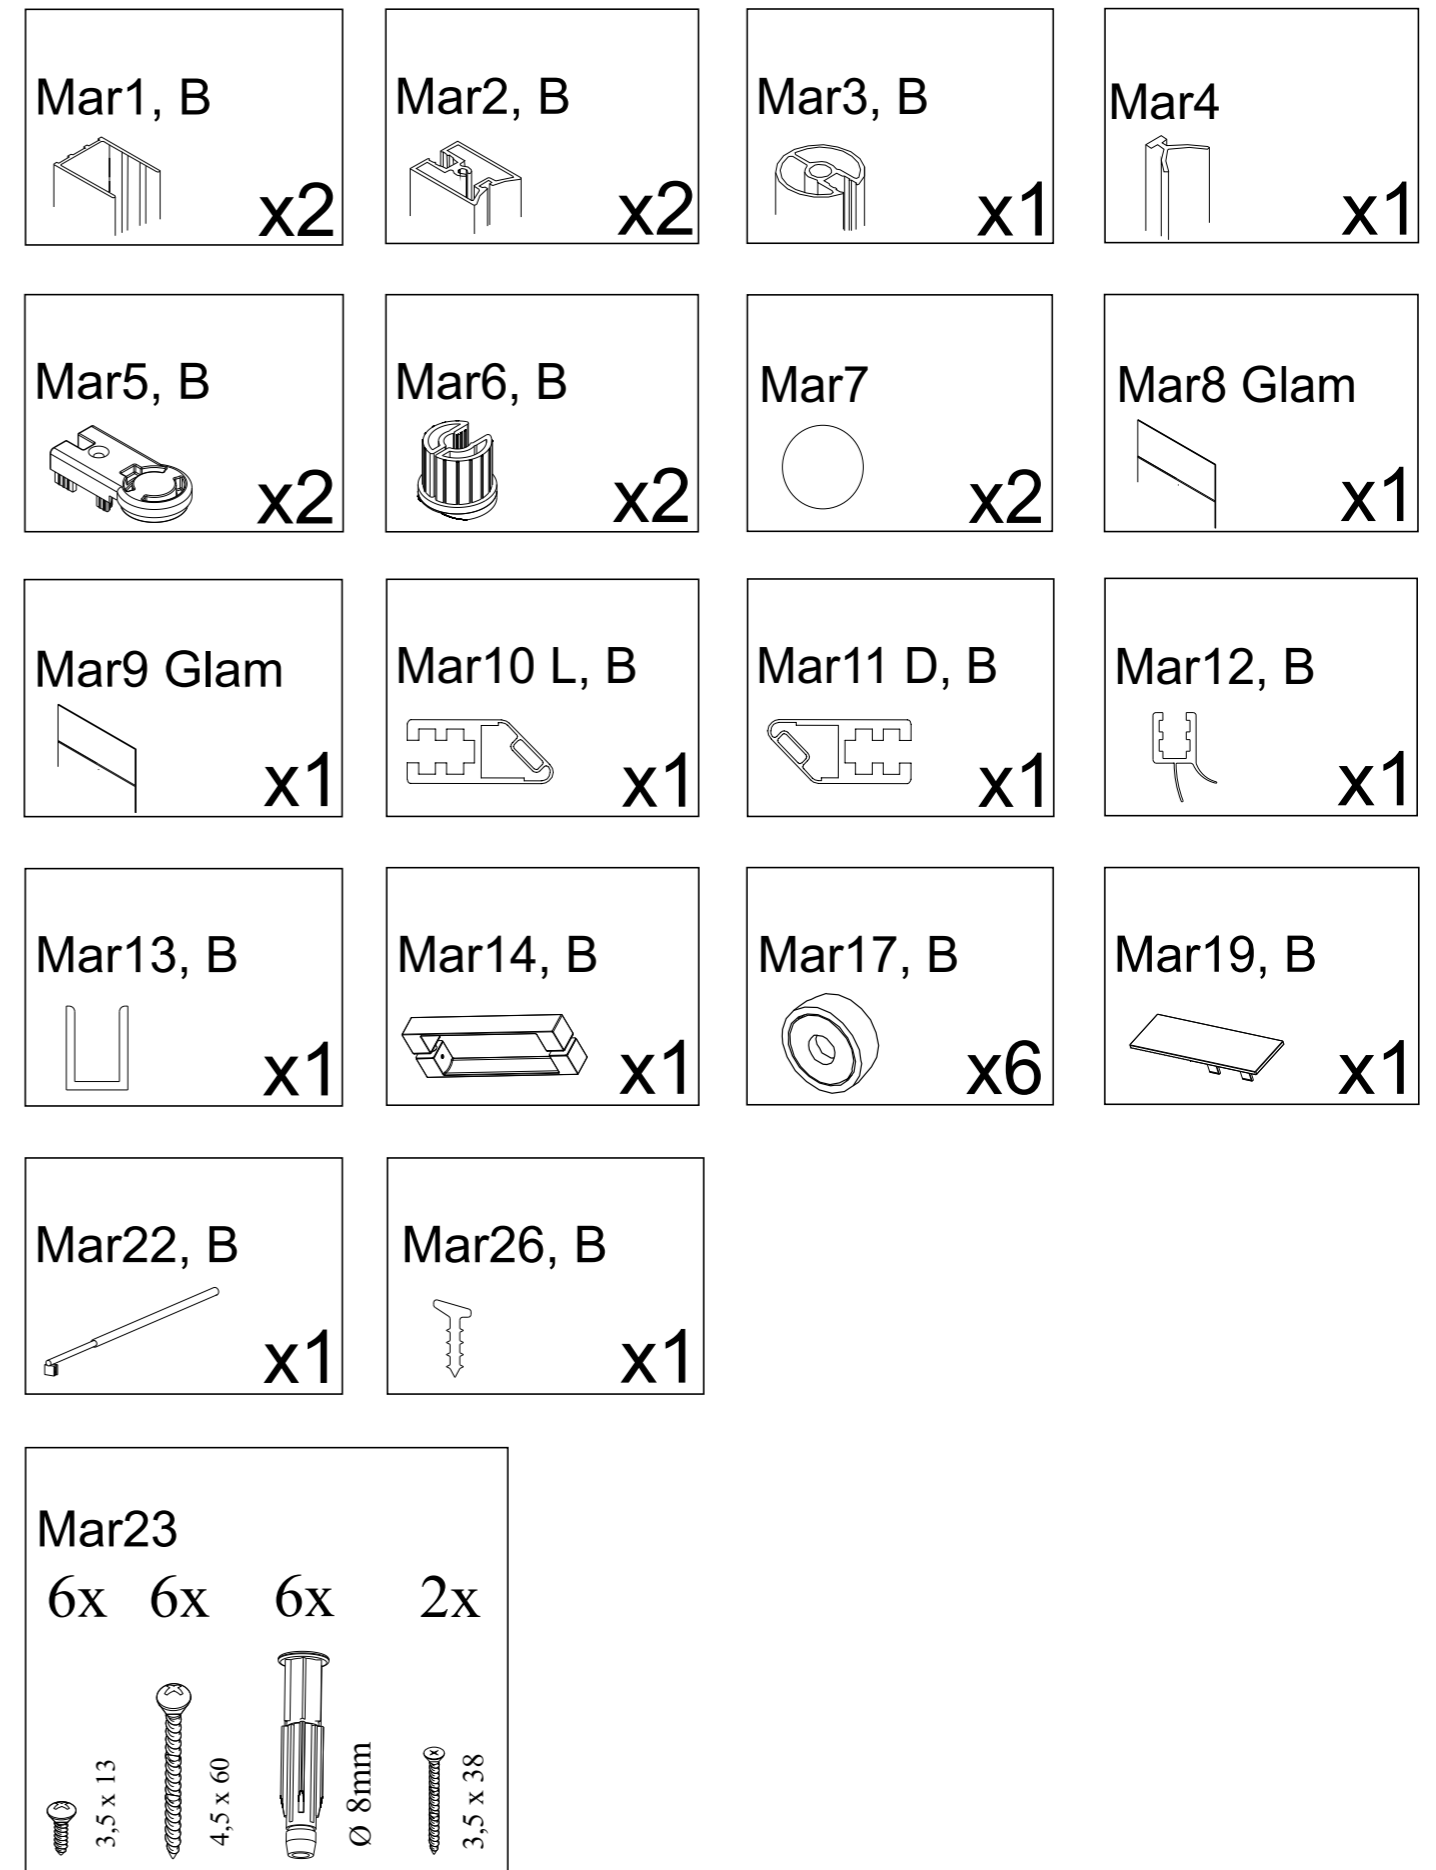 Mar1, B
x2
Mar2, B
x2
Mar3, B
x1
Mar4
x1
Mar5, B
x2
Mar6, B
x2
Mar7
x2
Mar8 Glam
x1
Mar9 Glam
x1
Mar10 L, B
x1
Mar11 D, B
x1
Mar12, B
x1
Mar13, B
x1
Mar14, B
x1
Mar17, B
x6
Mar19, B
x1
Mar22, B
x1
Mar26, B
x1
Mar23
6x 6x 6x 2x
3,5 x 13
4,5 x 60
Ø 8mm
3,5 x 38